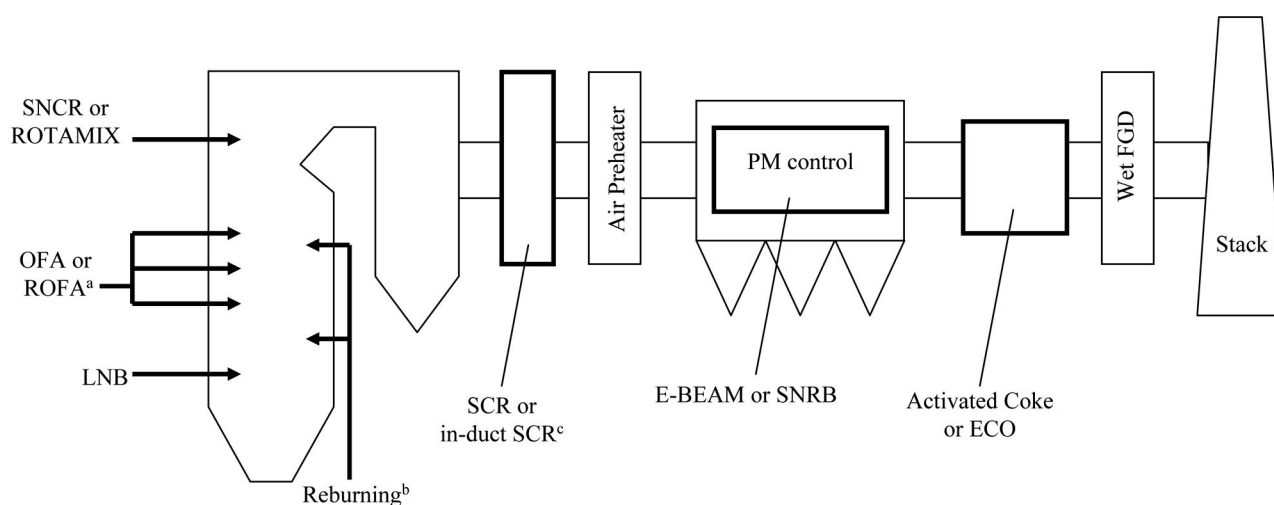 SNCR or
ROTAMIX
OFA or
ROFAᵃ
LNB
Reburningᵇ
SCR or
in-duct SCRᶜ
Air Preheater
PM control
E-BEAM or SNRB
Activated Coke
or ECO
Wet FGD
Stack